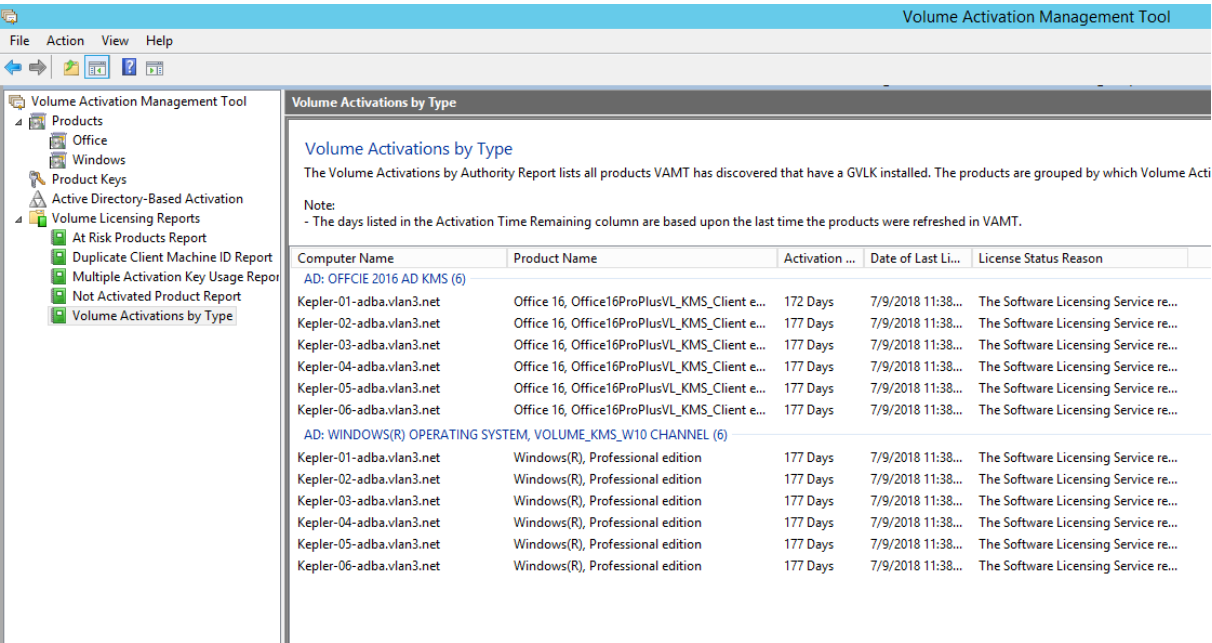 Volume Activation Management Tool
File Action View Help
Volume Activation Management Tool
Products
Office
Windows
Product Keys
Active Directory-Based Activation
Volume Licensing Reports
At Risk Products Report
Duplicate Client Machine ID Report
Multiple Activation Key Usage Repor
Not Activated Product Report
Volume Activations by Type
Volume Activations by Type
Volume Activations by Type
The Volume Activations by Authority Report lists all products VAMT has discovered that have a GVLK installed. The products are grouped by which Volume Acti
Note:
- The days listed in the Activation Time Remaining column are based upon the last time the products were refreshed in VAMT.
Computer Name Product Name Activation ... Date of Last Li... License Status Reason
AD: OFFCIE 2016 AD KMS (6)
Kepler-01-adba.vlan3.net Office 16, Office16ProPlusVL_KMS_Client e... 172 Days 7/9/2018 11:38... The Software Licensing Service re...
Kepler-02-adba.vlan3.net Office 16, Office16ProPlusVL_KMS_Client e... 177 Days 7/9/2018 11:38... The Software Licensing Service re...
Kepler-03-adba.vlan3.net Office 16, Office16ProPlusVL_KMS_Client e... 177 Days 7/9/2018 11:38... The Software Licensing Service re...
Kepler-04-adba.vlan3.net Office 16, Office16ProPlusVL_KMS_Client e... 177 Days 7/9/2018 11:38... The Software Licensing Service re...
Kepler-05-adba.vlan3.net Office 16, Office16ProPlusVL_KMS_Client e... 177 Days 7/9/2018 11:38... The Software Licensing Service re...
Kepler-06-adba.vlan3.net Office 16, Office16ProPlusVL_KMS_Client e... 177 Days 7/9/2018 11:38... The Software Licensing Service re...
AD: WINDOWS(R) OPERATING SYSTEM, VOLUME_KMS_W10 CHANNEL (6)
Kepler-01-adba.vlan3.net Windows(R), Professional edition 177 Days 7/9/2018 11:38... The Software Licensing Service re...
Kepler-02-adba.vlan3.net Windows(R), Professional edition 177 Days 7/9/2018 11:38... The Software Licensing Service re...
Kepler-03-adba.vlan3.net Windows(R), Professional edition 177 Days 7/9/2018 11:38... The Software Licensing Service re...
Kepler-04-adba.vlan3.net Windows(R), Professional edition 177 Days 7/9/2018 11:38... The Software Licensing Service re...
Kepler-05-adba.vlan3.net Windows(R), Professional edition 177 Days 7/9/2018 11:38... The Software Licensing Service re...
Kepler-06-adba.vlan3.net Windows(R), Professional edition 177 Days 7/9/2018 11:38... The Software Licensing Service re...